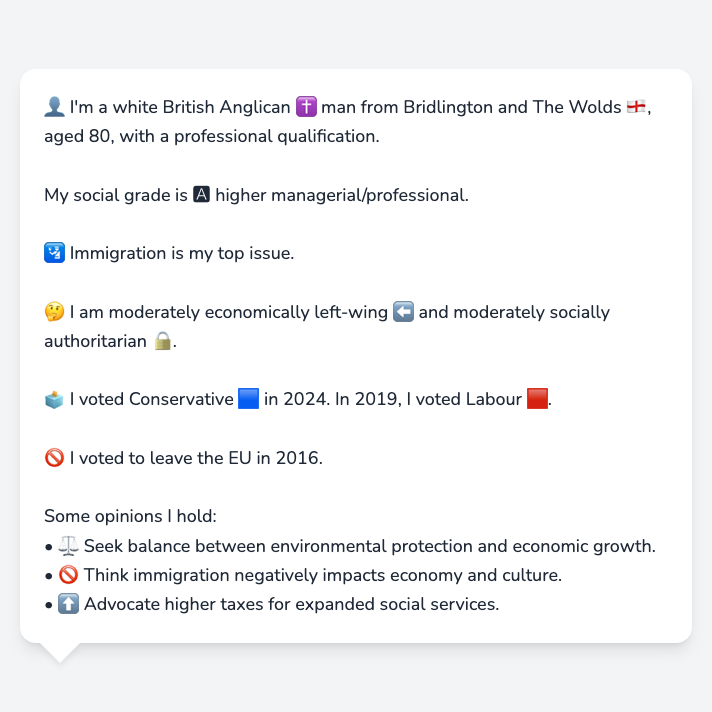 👤 I'm a white British Anglican ✝️ man from Bridlington and The Wolds 🏴󠁧󠁢󠁥󠁮󠁧󠁿,
aged 80, with a professional qualification.
My social grade is 🅰 higher managerial/professional.
🛂 Immigration is my top issue.
🤔 I am moderately economically left-wing ⬅️ and moderately socially
authoritarian 🔒.
🗳️ I voted Conservative 🟦 in 2024. In 2019, I voted Labour 🟥.
🚫 I voted to leave the EU in 2016.
Some opinions I hold:
• ⚖️ Seek balance between environmental protection and economic growth.
• 🚫 Think immigration negatively impacts economy and culture.
• ⬆️ Advocate higher taxes for expanded social services.